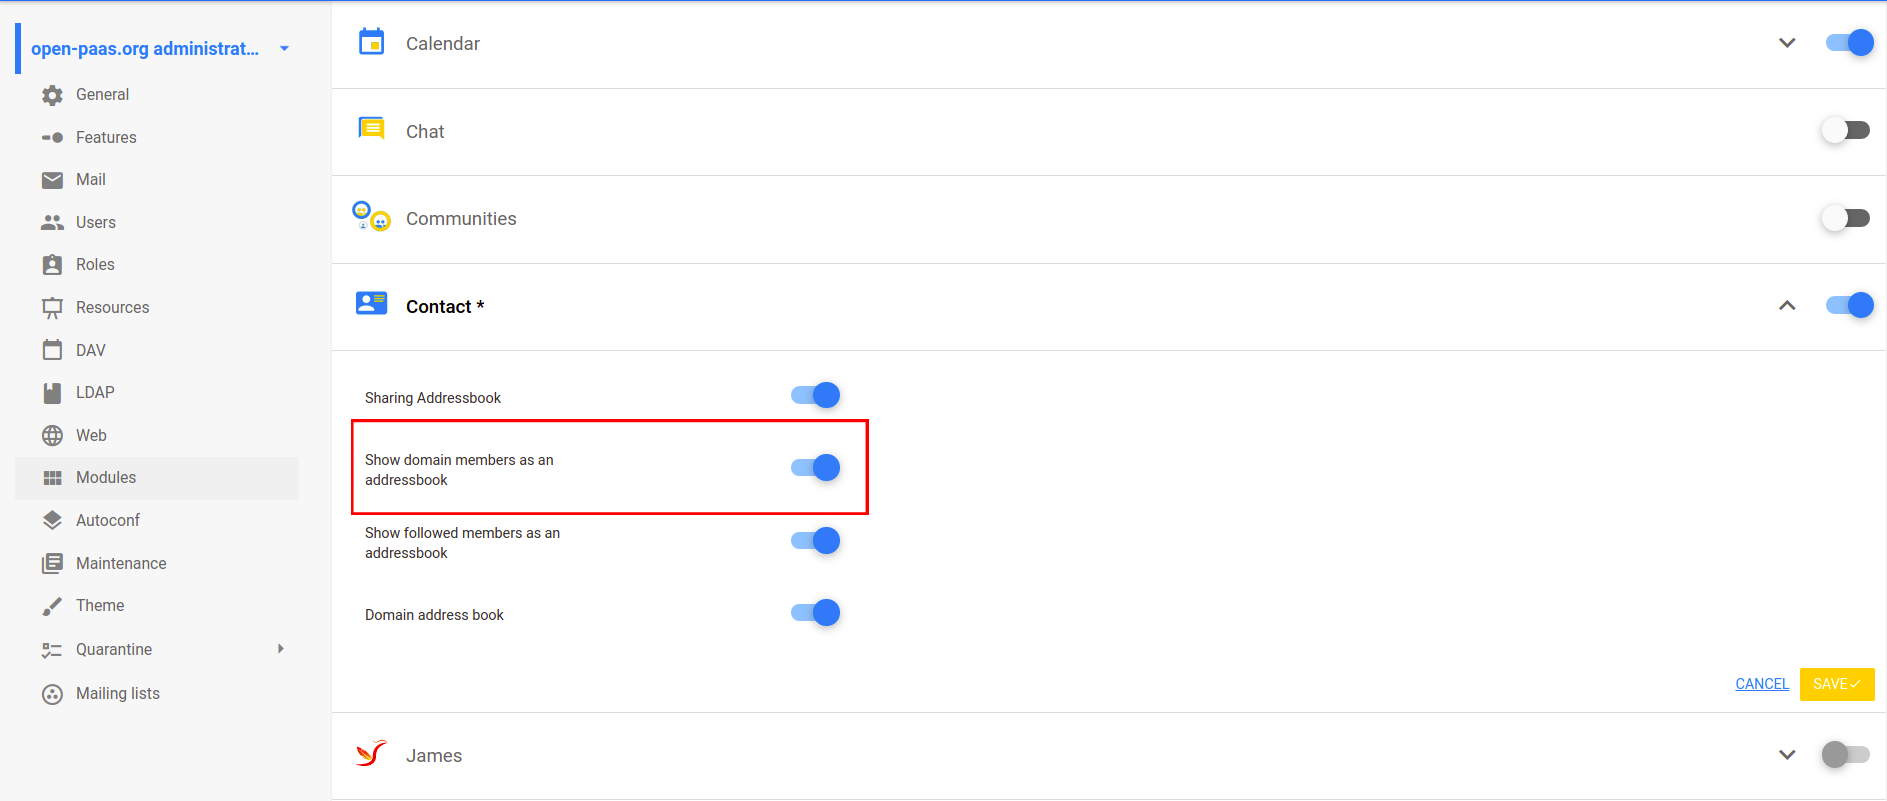 open-paas.org administrat...
General
Features
Mail
Users
Roles
Resources
DAV
LDAP
Web
Modules
Autoconf
Maintenance
Theme
Quarantine
Mailing lists
Calendar
Chat
Communities
Contact *
Sharing Addressbook
Show domain members as an
addressbook
Show followed members as an
addressbook
Domain address book
CANCEL
SAVE
James